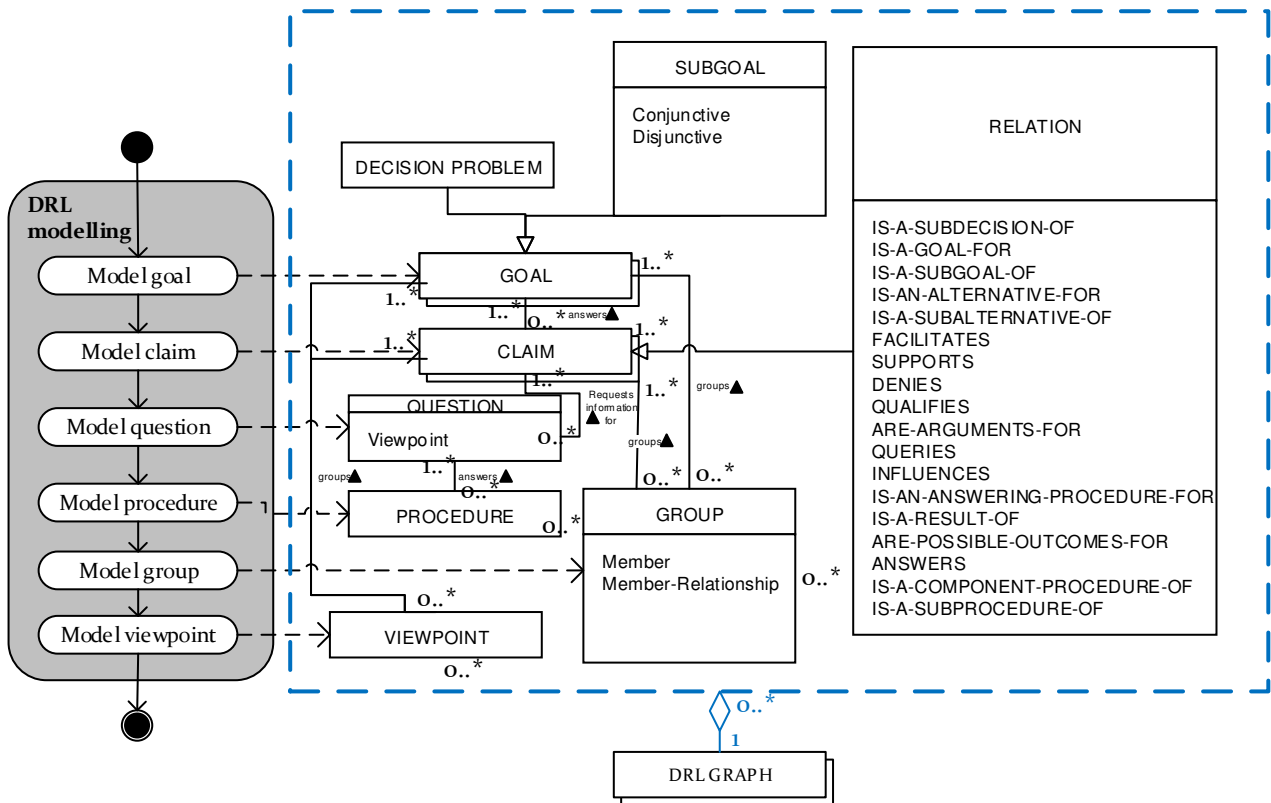 DRL
modelling
Model goal
Model claim
Model question
Model procedure
Model group
Model viewpoint
SUBGOAL
Conjunctive
Disjunctive
DECISION PROBLEM
GOAL
1..*
1..*
1..*
0..*
answers▲
CLAIM
1..*
1..*
1..*
1..*
Requests
information
▲ for
groups▲
groups▲
QUESTION
Viewpoint
0..*
1..*
groups▲
answers▲
0..*
PROCEDURE
0..*
0..*
0..*
GROUP
Member
Member-Relationship
0..*
0..*
VIEWPOINT
0..*
RELATION
IS-A-SUBDECISION-OF
IS-A-GOAL-FOR
IS-A-SUBGOAL-OF
IS-AN-ALTERNATIVE-FOR
IS-A-SUBALTERNATIVE-OF
FACILITATES
SUPPORTS
DENIES
QUALIFIES
ARE-ARGUMENTS-FOR
QUERIES
INFLUENCES
IS-AN-ANSWERING-PROCEDURE-FOR
IS-A-RESULT-OF
ARE-POSSIBLE-OUTCOMES-FOR
ANSWERS
IS-A-COMPONENT-PROCEDURE-OF
IS-A-SUBPROCEDURE-OF
0..*
1
DRL GRAPH